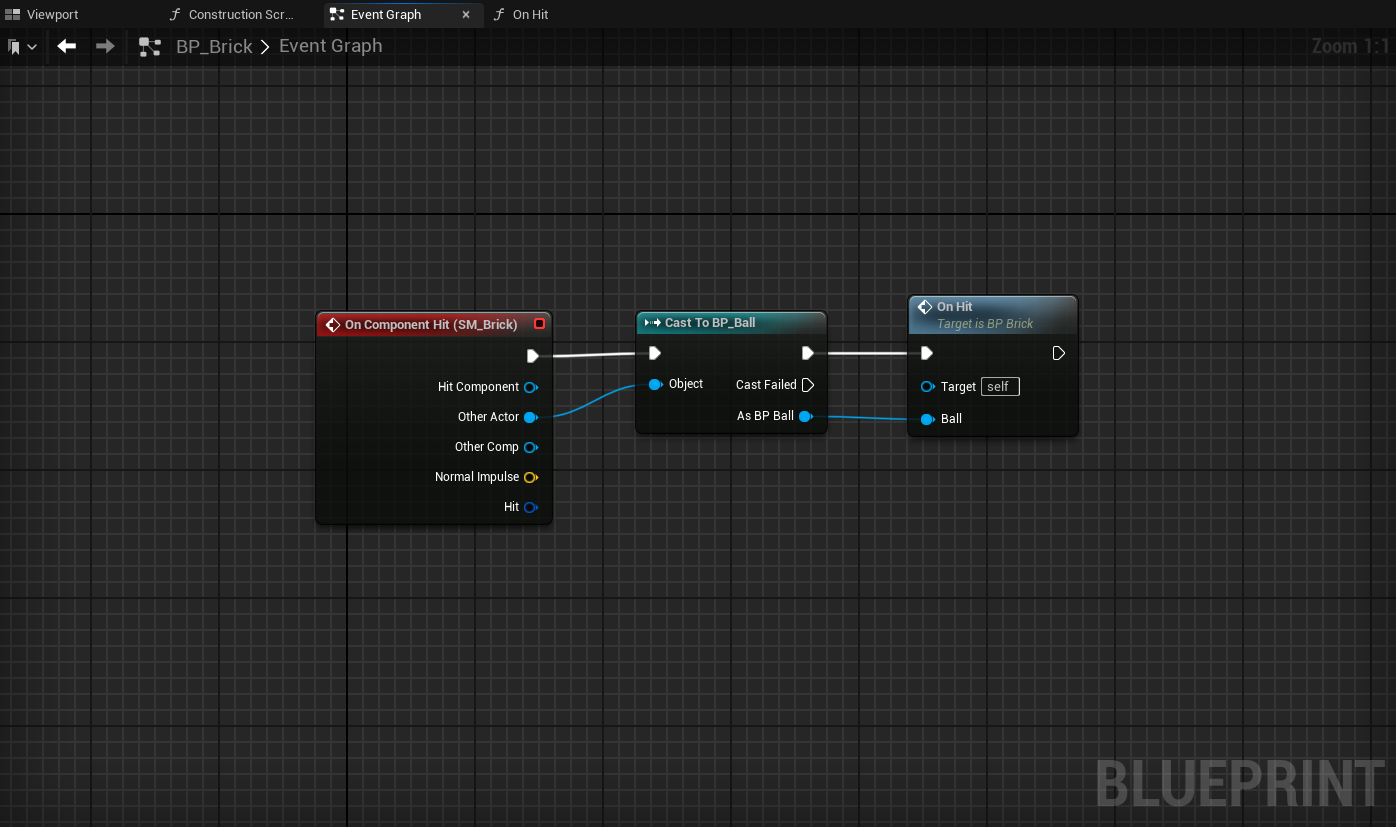 Viewport
Construction Scr...
Event Graph
On Hit
BP_Brick > Event Graph
Zoom 1:1
On Component Hit (SM_Brick)
Hit Component
Other Actor
Other Comp
Normal Impulse
Hit
Cast To BP_Ball
Object
Cast Failed
As BP Ball
On Hit
Target is BP Brick
Target self
Ball
BLUEPRINT